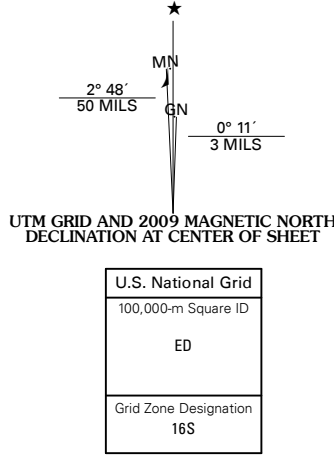 MN
2° 48´
50 MILS
GN
0° 11´
3 MILS
UTM GRID AND 2009 MAGNETIC NORTH
DECLINATION AT CENTER OF SHEET
U.S. National Grid
100,000-m Square ID
ED
Grid Zone Designation
16S